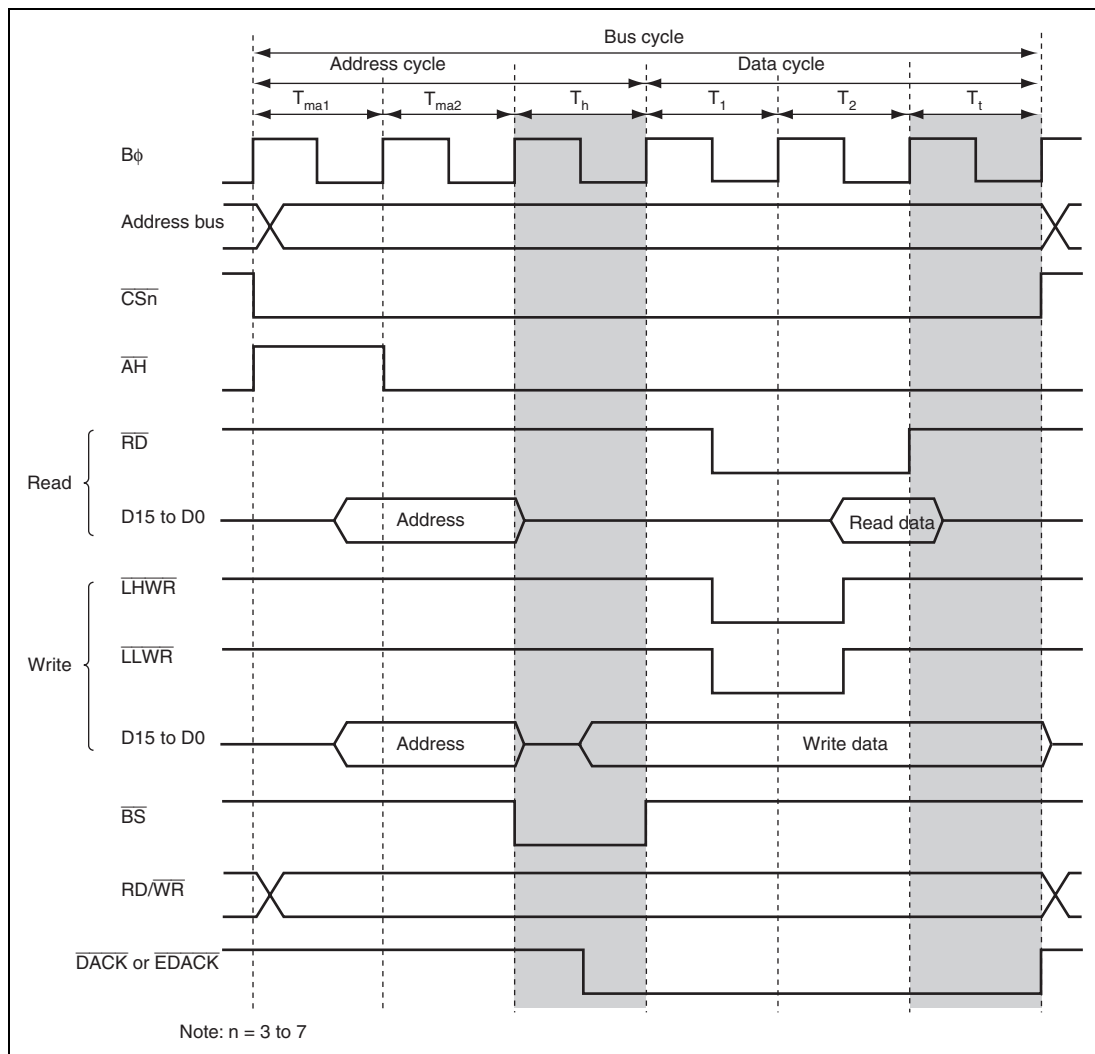 Bus cycle
Address cycle Data cycle
Tma1 Tma2 Th T1 T2 Tt
Bφ
Address bus
CSn
AH
RD
Read
D15 to D0 Address Read data
LHWR
LLWR
Write
D15 to D0 Address Write data
BS
RD/WR
DACK or EDACK
Note: n = 3 to 7